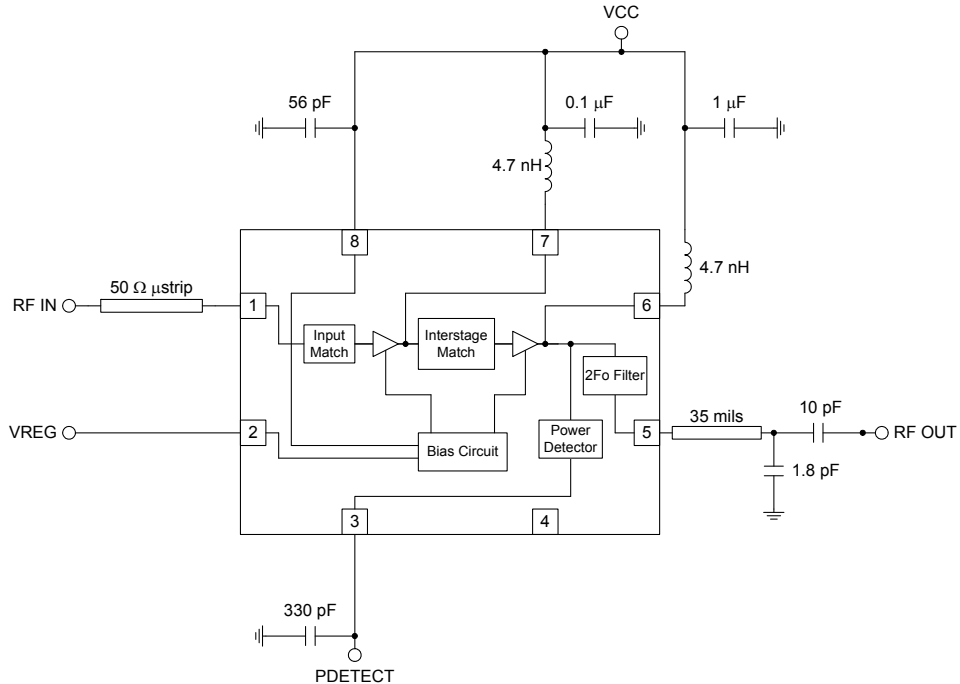 VCC
56 pF
0.1 μF
1 μF
4.7 nH
8
7
4.7 nH
50 Ω μstrip
RF IN
1
6
Input
Match
Interstage
Match
2Fo Filter
VREG
2
Bias Circuit
Power
Detector
5
35 mils
10 pF
RF OUT
1.8 pF
3
4
330 pF
PDETECT